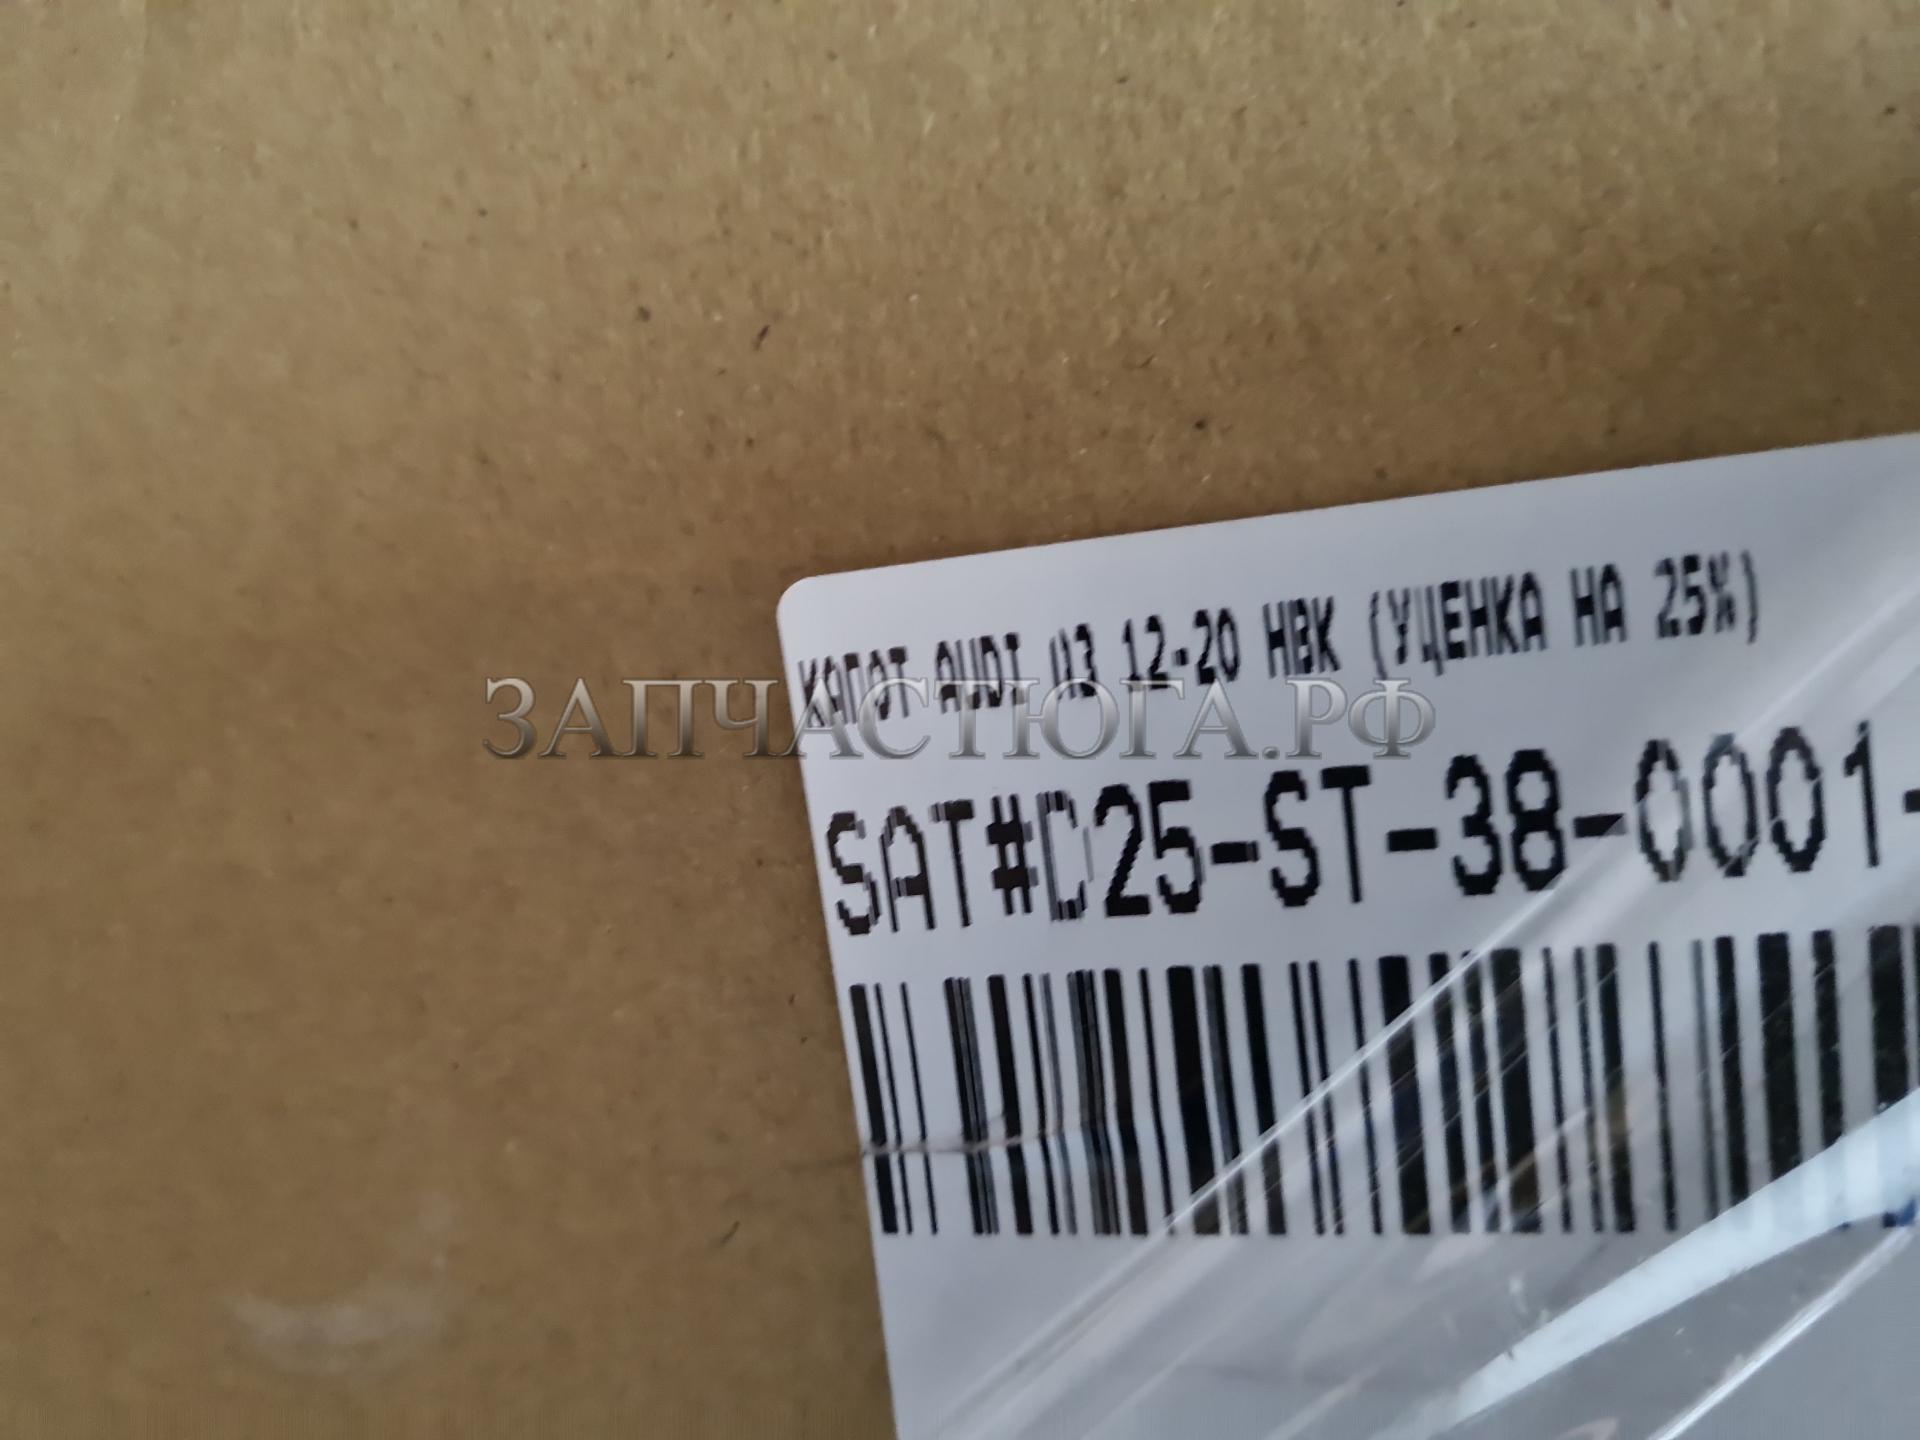 КАПОТ AUDI Q3 12-20 НВК (УЦЕНКА НА 25%)
ЗАПЧАСТЮГА.РФ
SAT#D25-ST-38-0001-